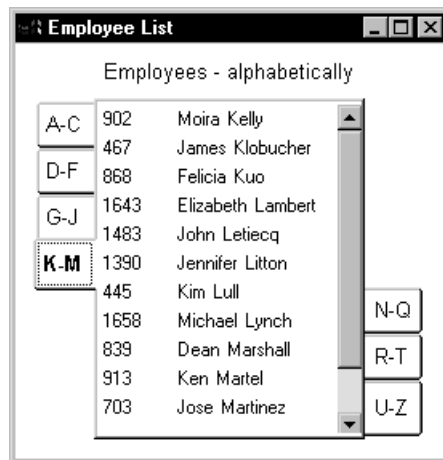 Employee List
Employees - alphabetically
A-C
D-F
G-J
K-M
902 Moira Kelly
467 James Klobucher
868 Felicia Kuo
1643 Elizabeth Lambert
1483 John Letiecq
1390 Jennifer Litton
445 Kim Lull
1658 Michael Lynch
839 Dean Marshall
913 Ken Martel
703 Jose Martinez
N-Q
R-T
U-Z